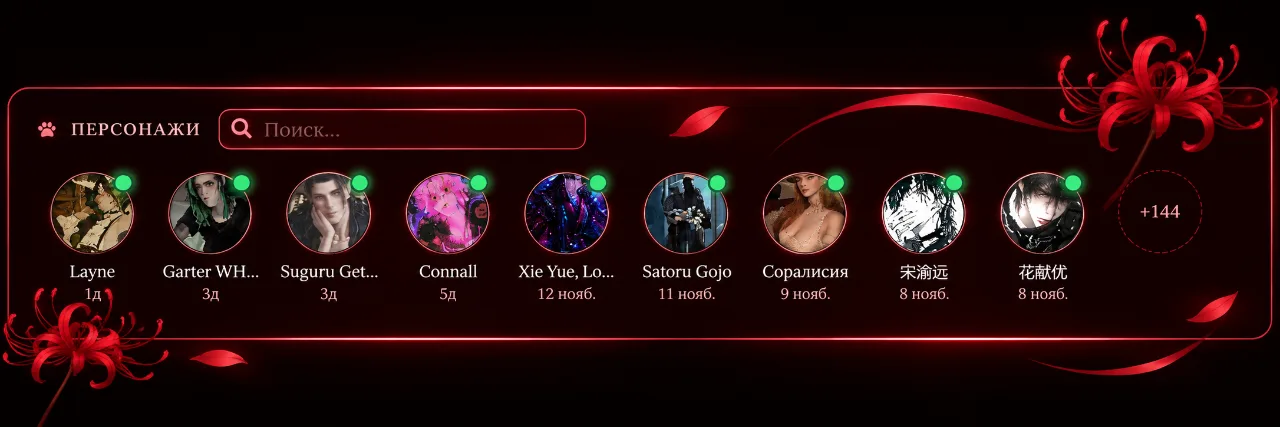 ПЕРСОНАЖИ
Поиск...
Layne
1д
Garter WH...
3д
Suguru Get...
3д
Connall
5д
Xie Yue, Lo...
12 нояб.
Satoru Gojo
11 нояб.
Соралисия
9 нояб.
宋渝远
8 нояб.
花献优
8 нояб.
+144